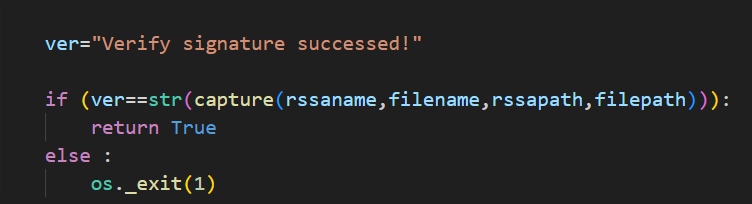 ver="Verify signature successed!"
if (ver==str(capture(rssaname,filename,rssapath,filepath))):
return True
else :
os._exit(1)